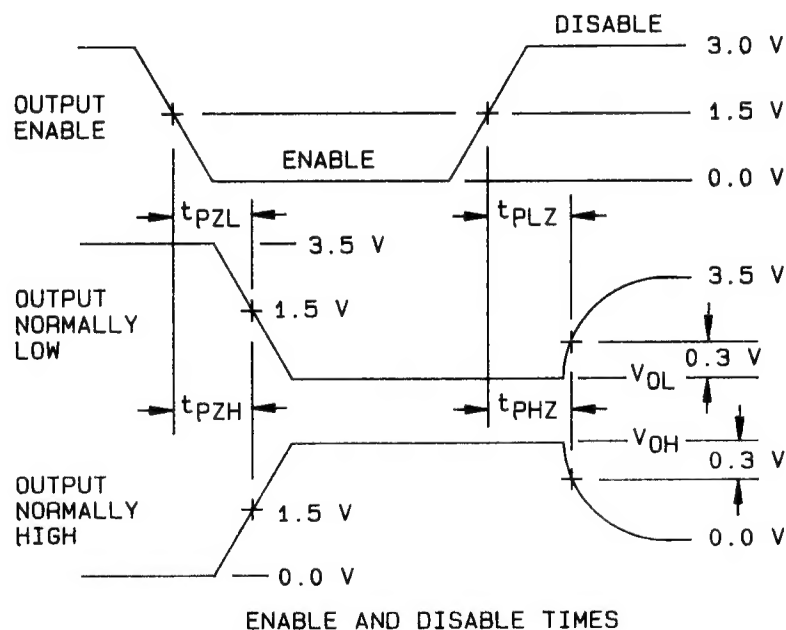 DISABLE
3.0 V
OUTPUT
ENABLE
1.5 V
ENABLE
0.0 V
tPZL
tPLZ
3.5 V
3.5 V
OUTPUT
NORMALLY
LOW
1.5 V
0.3 V
VOL
tPZH
tPHZ
VOH
0.3 V
OUTPUT
NORMALLY
HIGH
1.5 V
0.0 V
0.0 V
ENABLE AND DISABLE TIMES